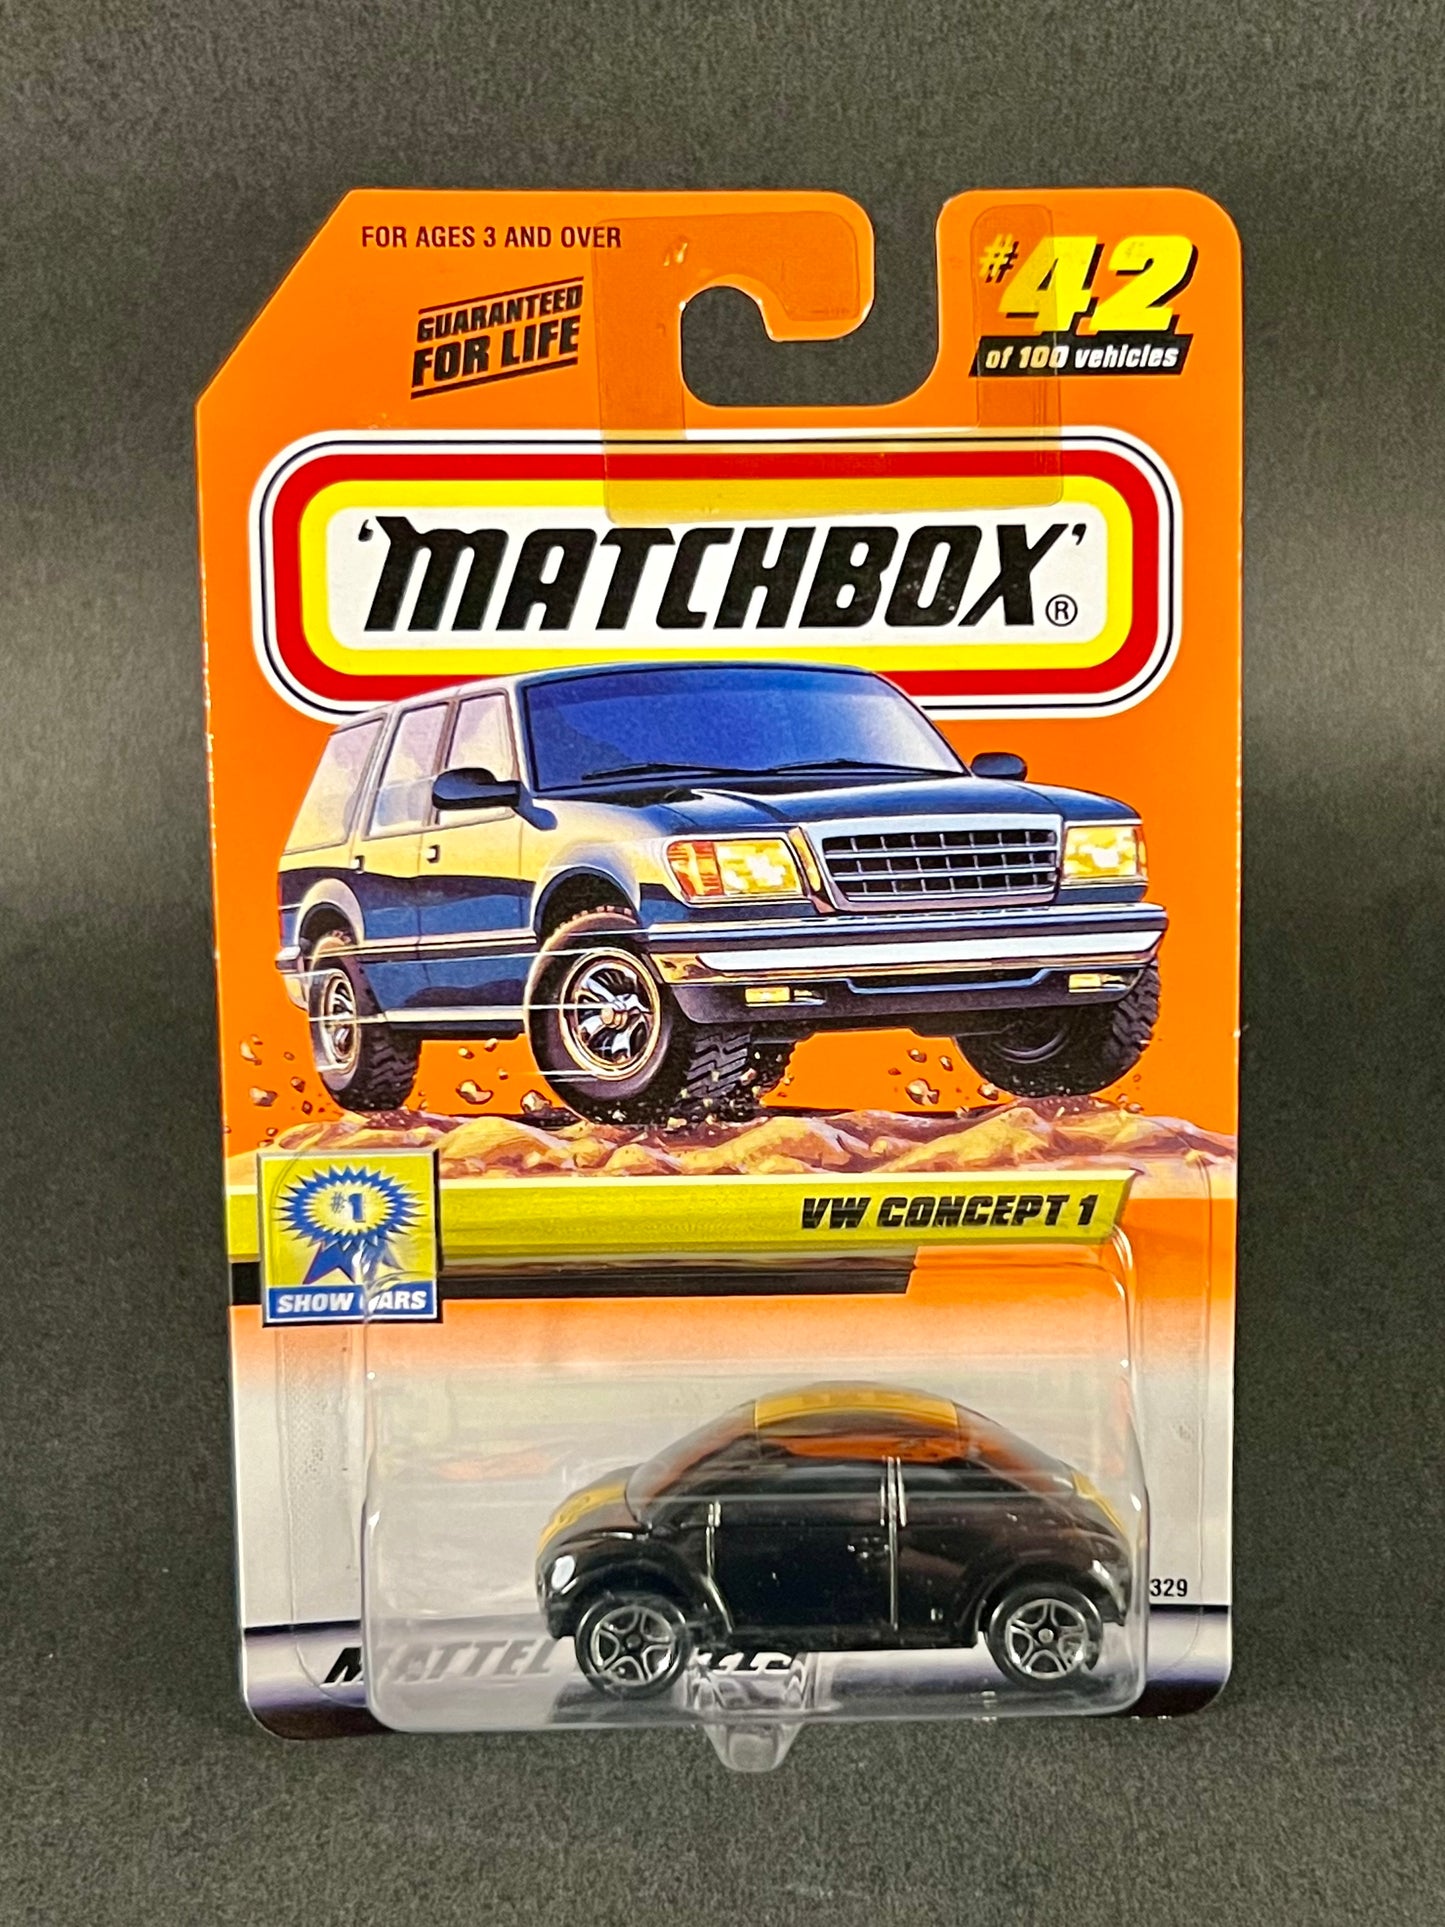 FOR AGES 3 AND OVER
GUARANTEED
FOR LIFE
#42
of 100 vehicles
'MATCHBOX'®
VW CONCEPT 1
#1
SHOW CARS
329
MATTEL